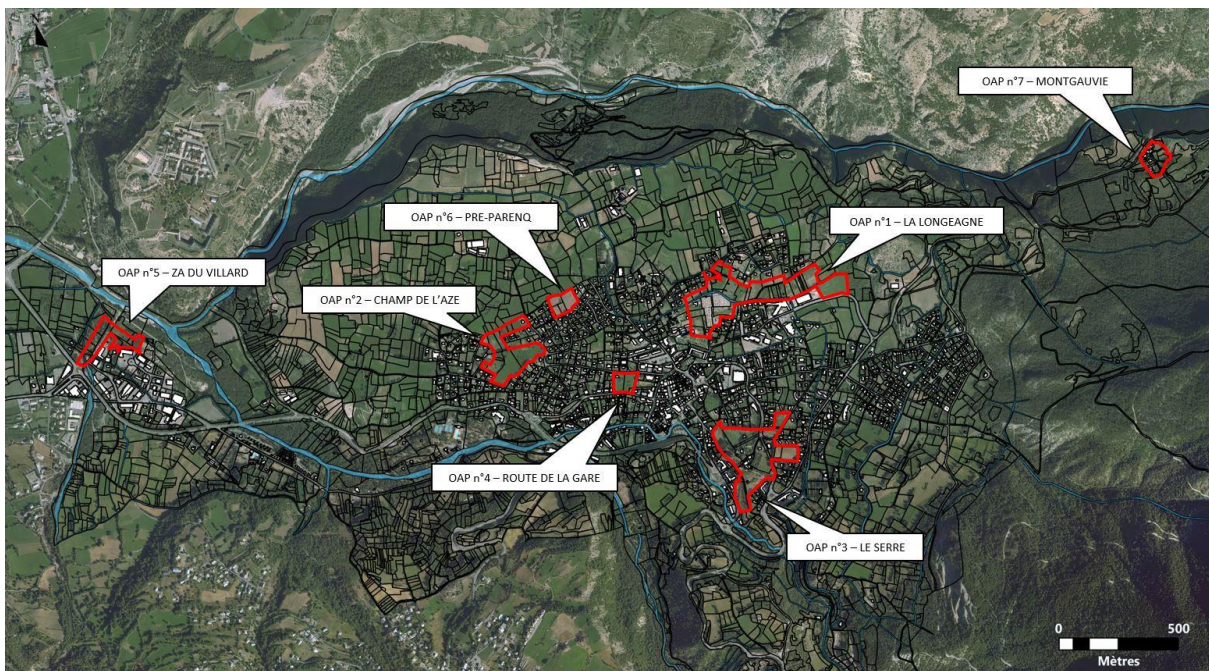 OAP n°7 – MONTGAUVIE
OAP n°6 – PRE-PARENQ
OAP n°1 – LA LONGEAGNE
OAP n°5 – ZA DU VILLARD
OAP n°2 – CHAMP DE L'AZE
OAP n°4 – ROUTE DE LA GARE
OAP n°3 – LE SERRE
0 500
Mètres